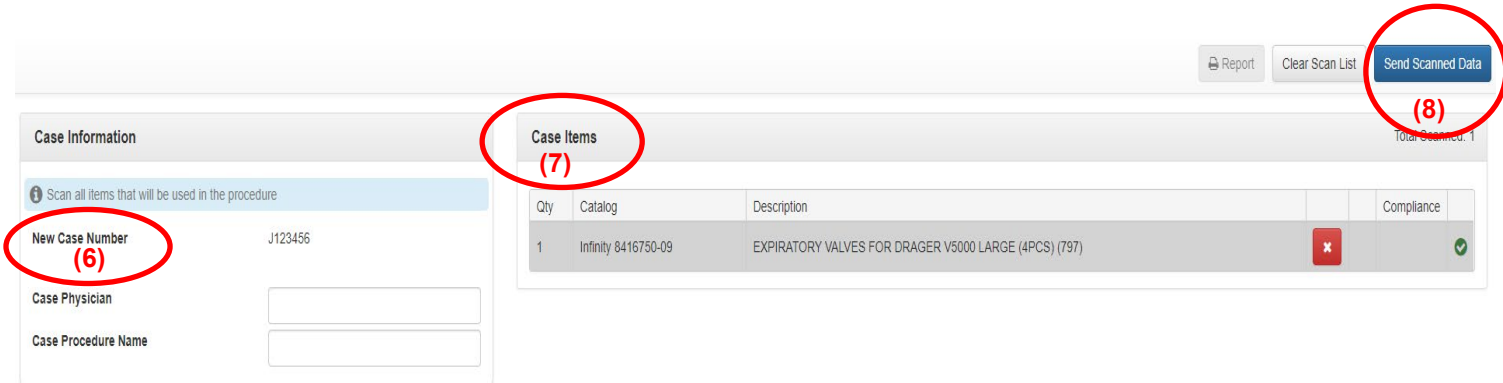 Report
Clear Scan List
Send Scanned Data
(8)
Case Information
Case Items
(7)
Total Scanned: 1
Scan all items that will be used in the procedure
New Case Number
J123456
(6)
Case Physician
Case Procedure Name
Qty Catalog Description Compliance
1 Infinity 8416750-09 EXPIRATORY VALVES FOR DRAGER V5000 LARGE (4PCS) (797)